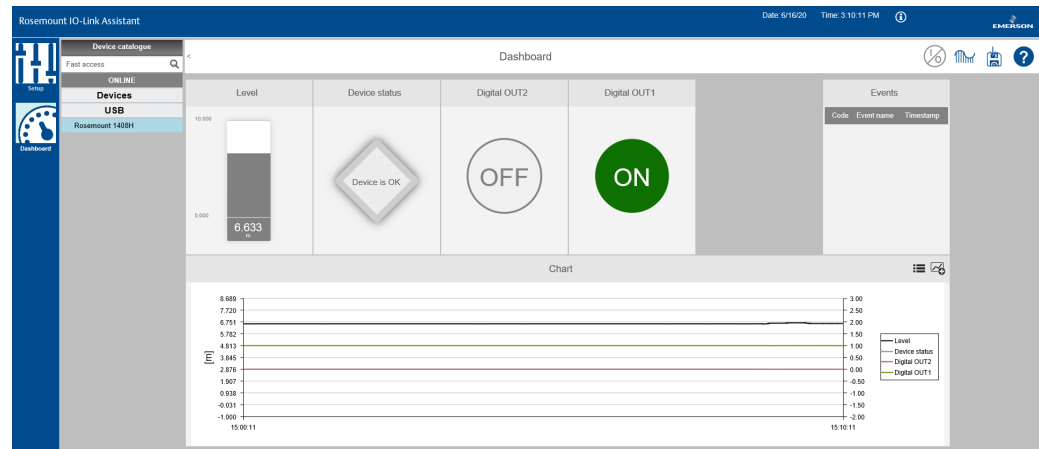 Rosemount IO-Link Assistant
Date: 6/16/20 Time: 3:10:11 PM
EMERSON
Setup
Dashboard
Device catalogue
Fast access
ONLINE
Devices
USB
Rosemount 1408H
<
Dashboard
I/O
?
Level
10.000
0.000
6.633
m
Device status
Device is OK
Digital OUT2
OFF
Digital OUT1
ON
Events
Code Event name Timestamp
Chart
[m]
8.689
7.720
6.751
5.782
4.813
3.845
2.876
1.907
0.938
-0.031
-1.000
15:00:11
15:10:11
3.00
2.50
2.00
1.50
1.00
0.50
0.00
-0.50
-1.00
-1.50
-2.00
Level
Device status
Digital OUT2
Digital OUT1